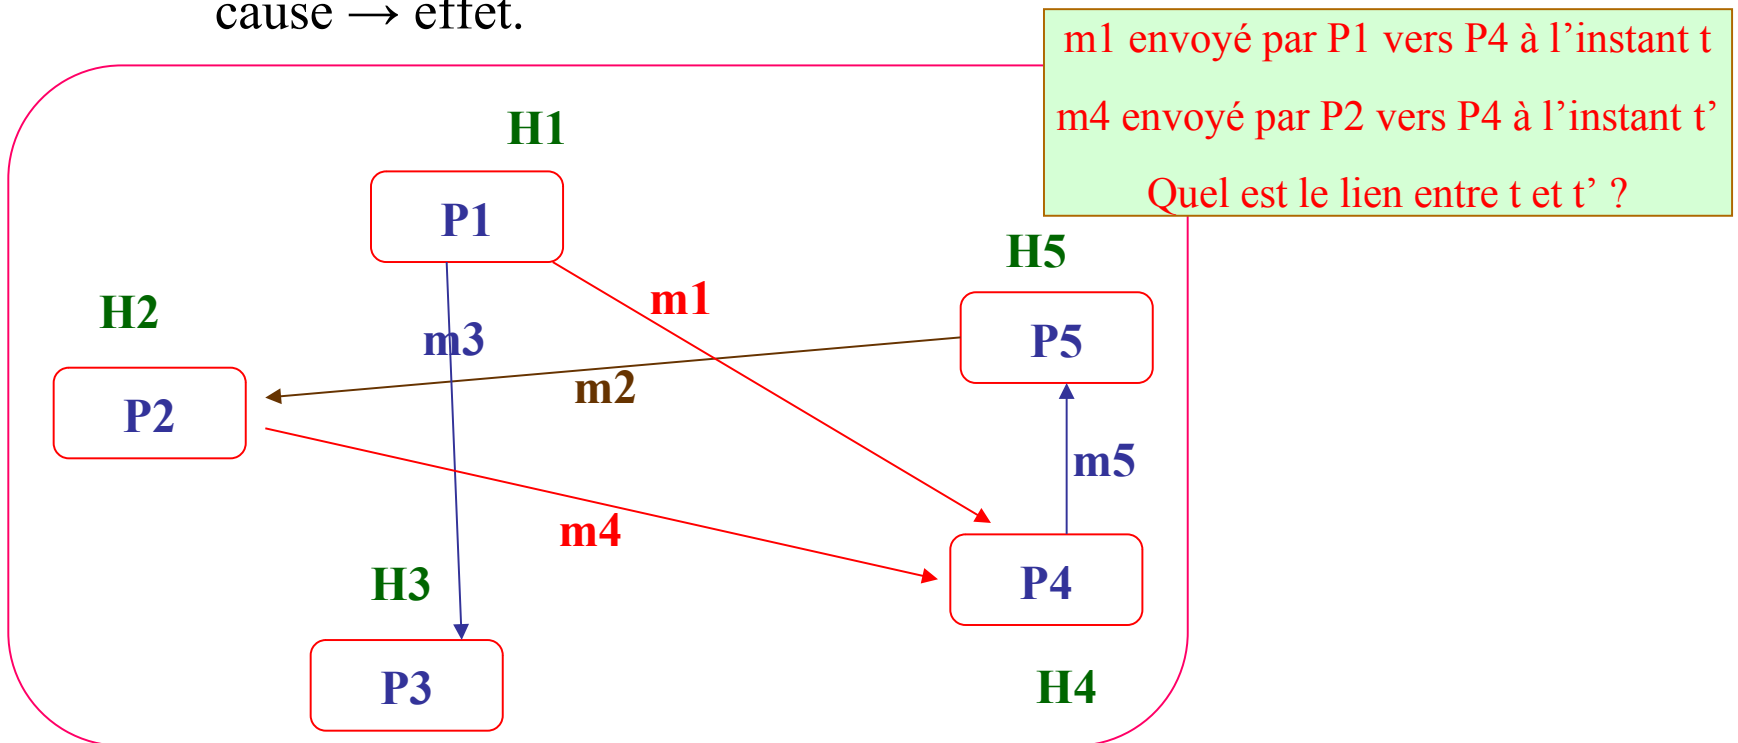 cause → effet.
m1 envoyé par P1 vers P4 à l’instant t
m4 envoyé par P2 vers P4 à l’instant t’
Quel est le lien entre t et t’ ?
H1
P1
H5
m1
H2
m3
P5
m2
P2
m5
m4
H3
P4
P3
H4